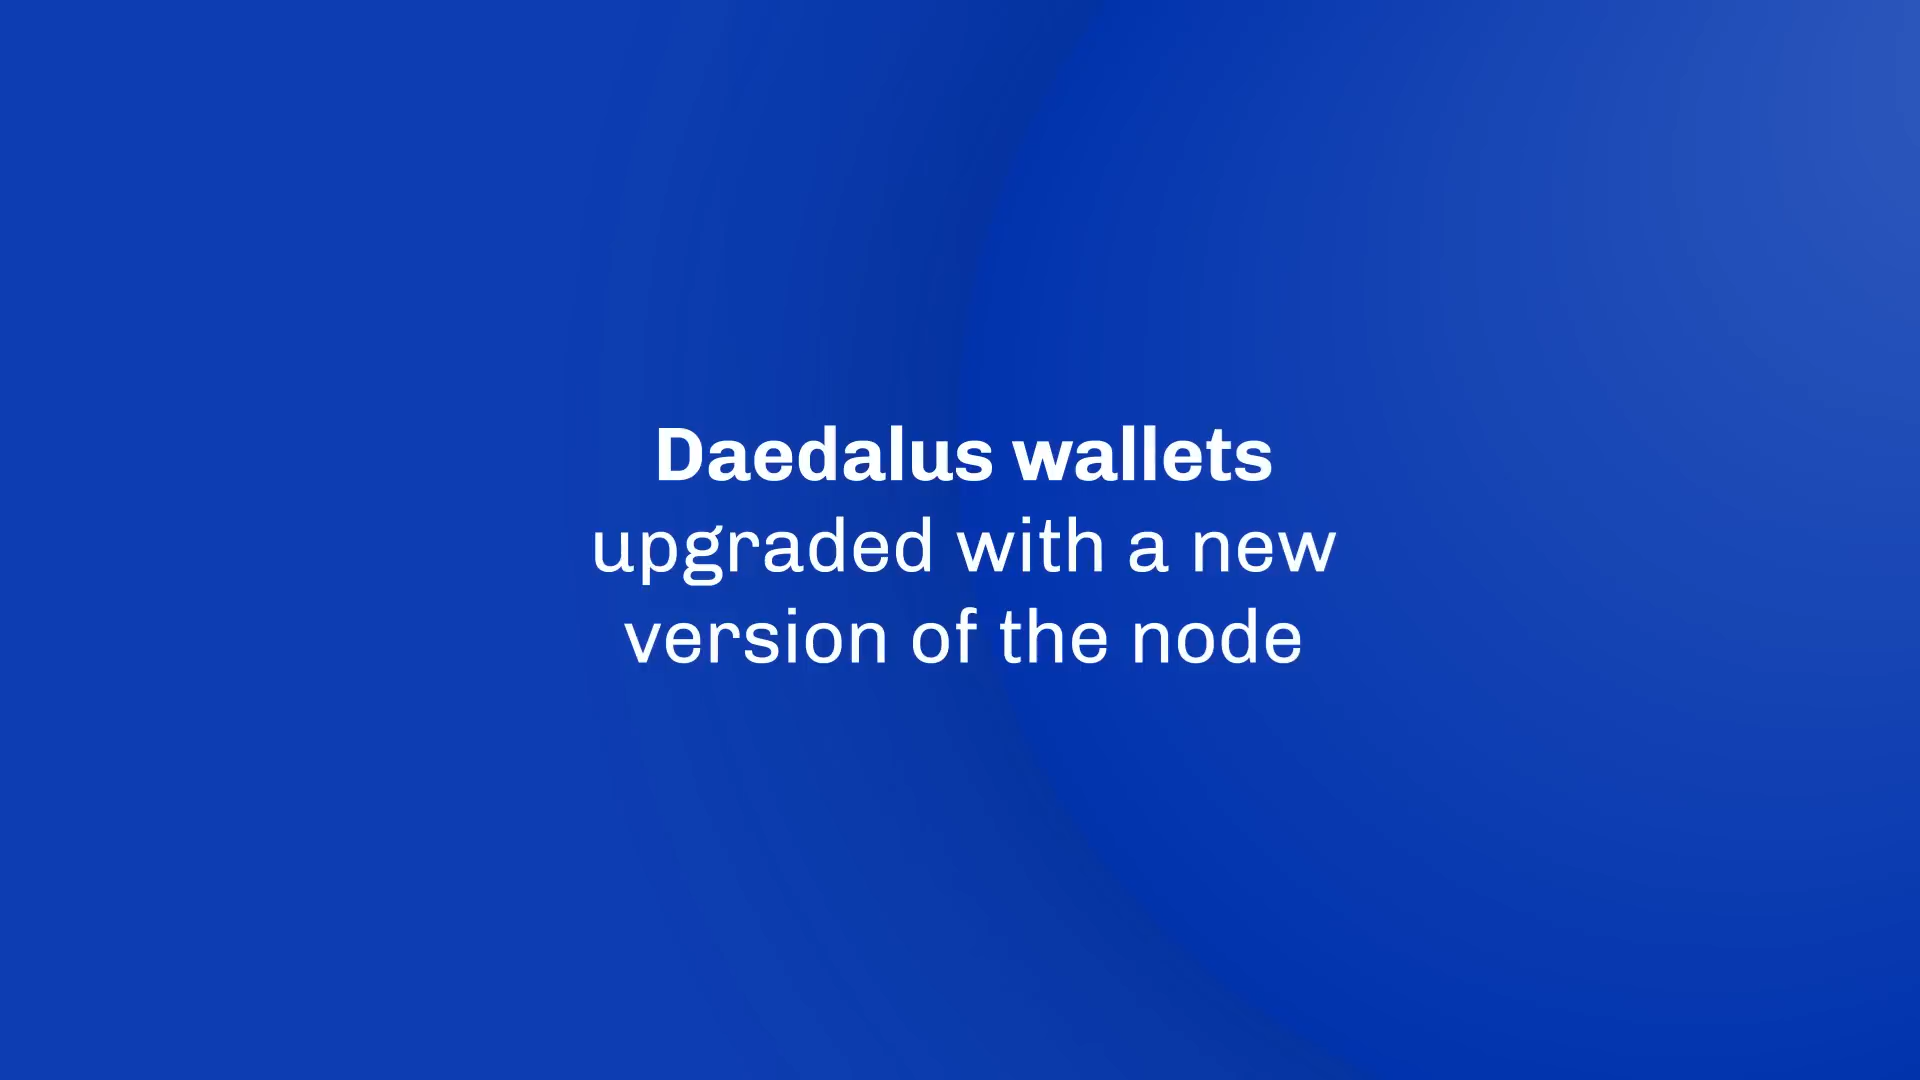 Daedalus wallets
upgraded with a new
version of the node